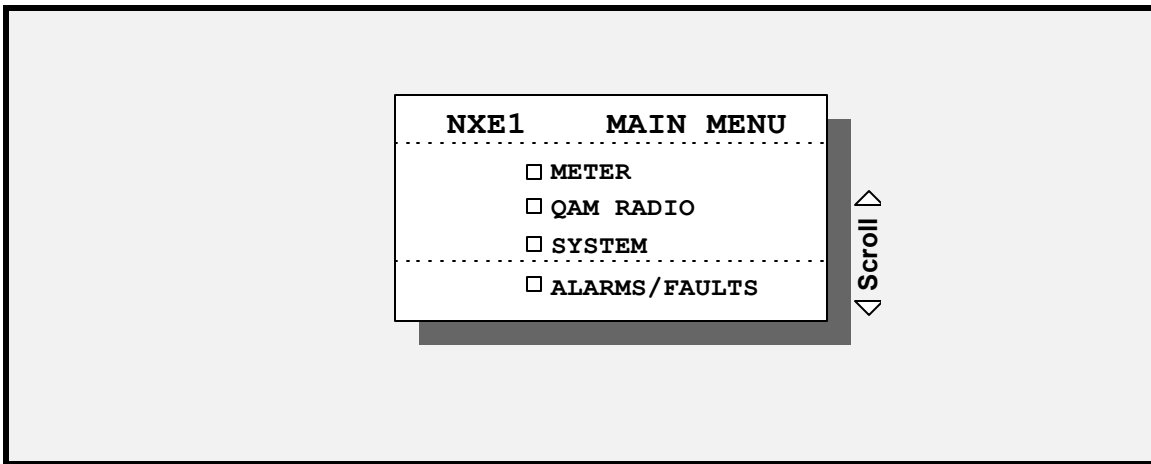 NXE1 MAIN MENU
METER
QAM RADIO
SYSTEM
ALARMS/FAULTS
Scroll